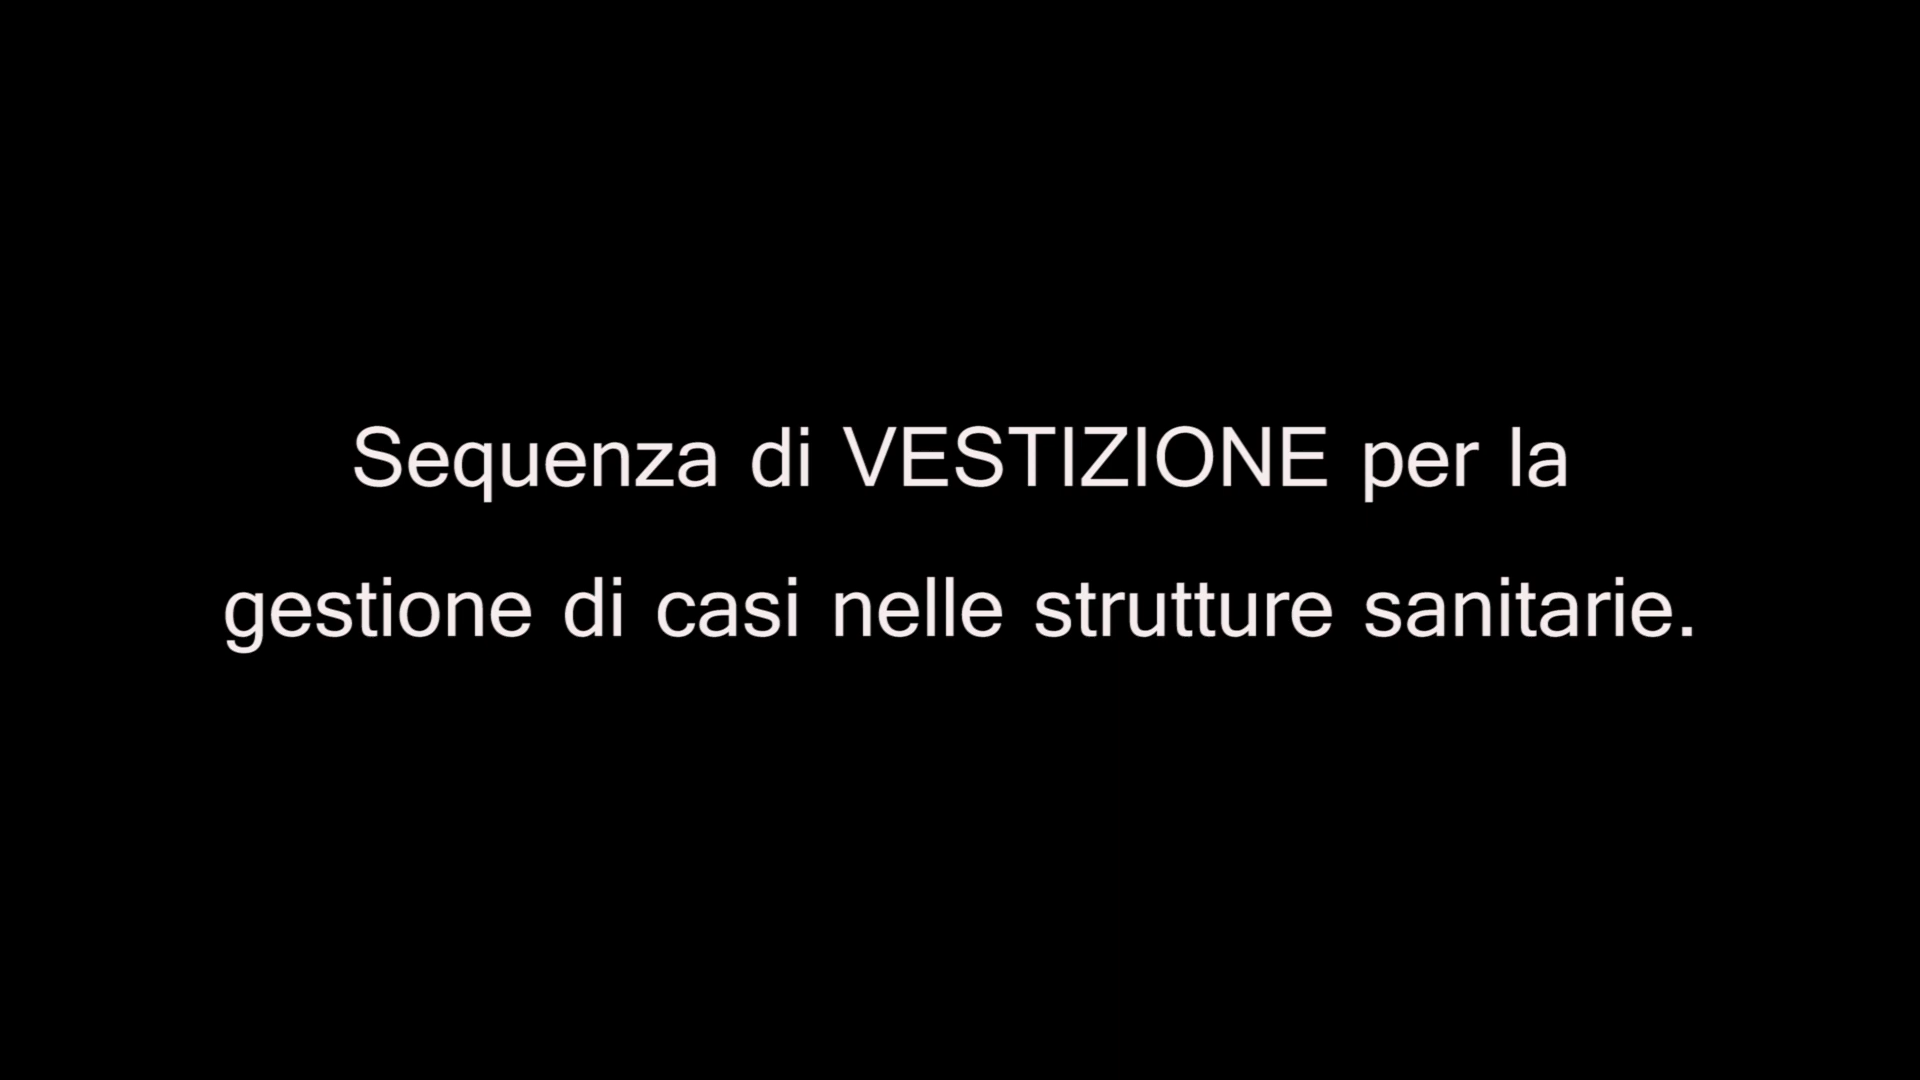 Sequenza di VESTIZIONE per la
gestione di casi nelle strutture sanitarie.